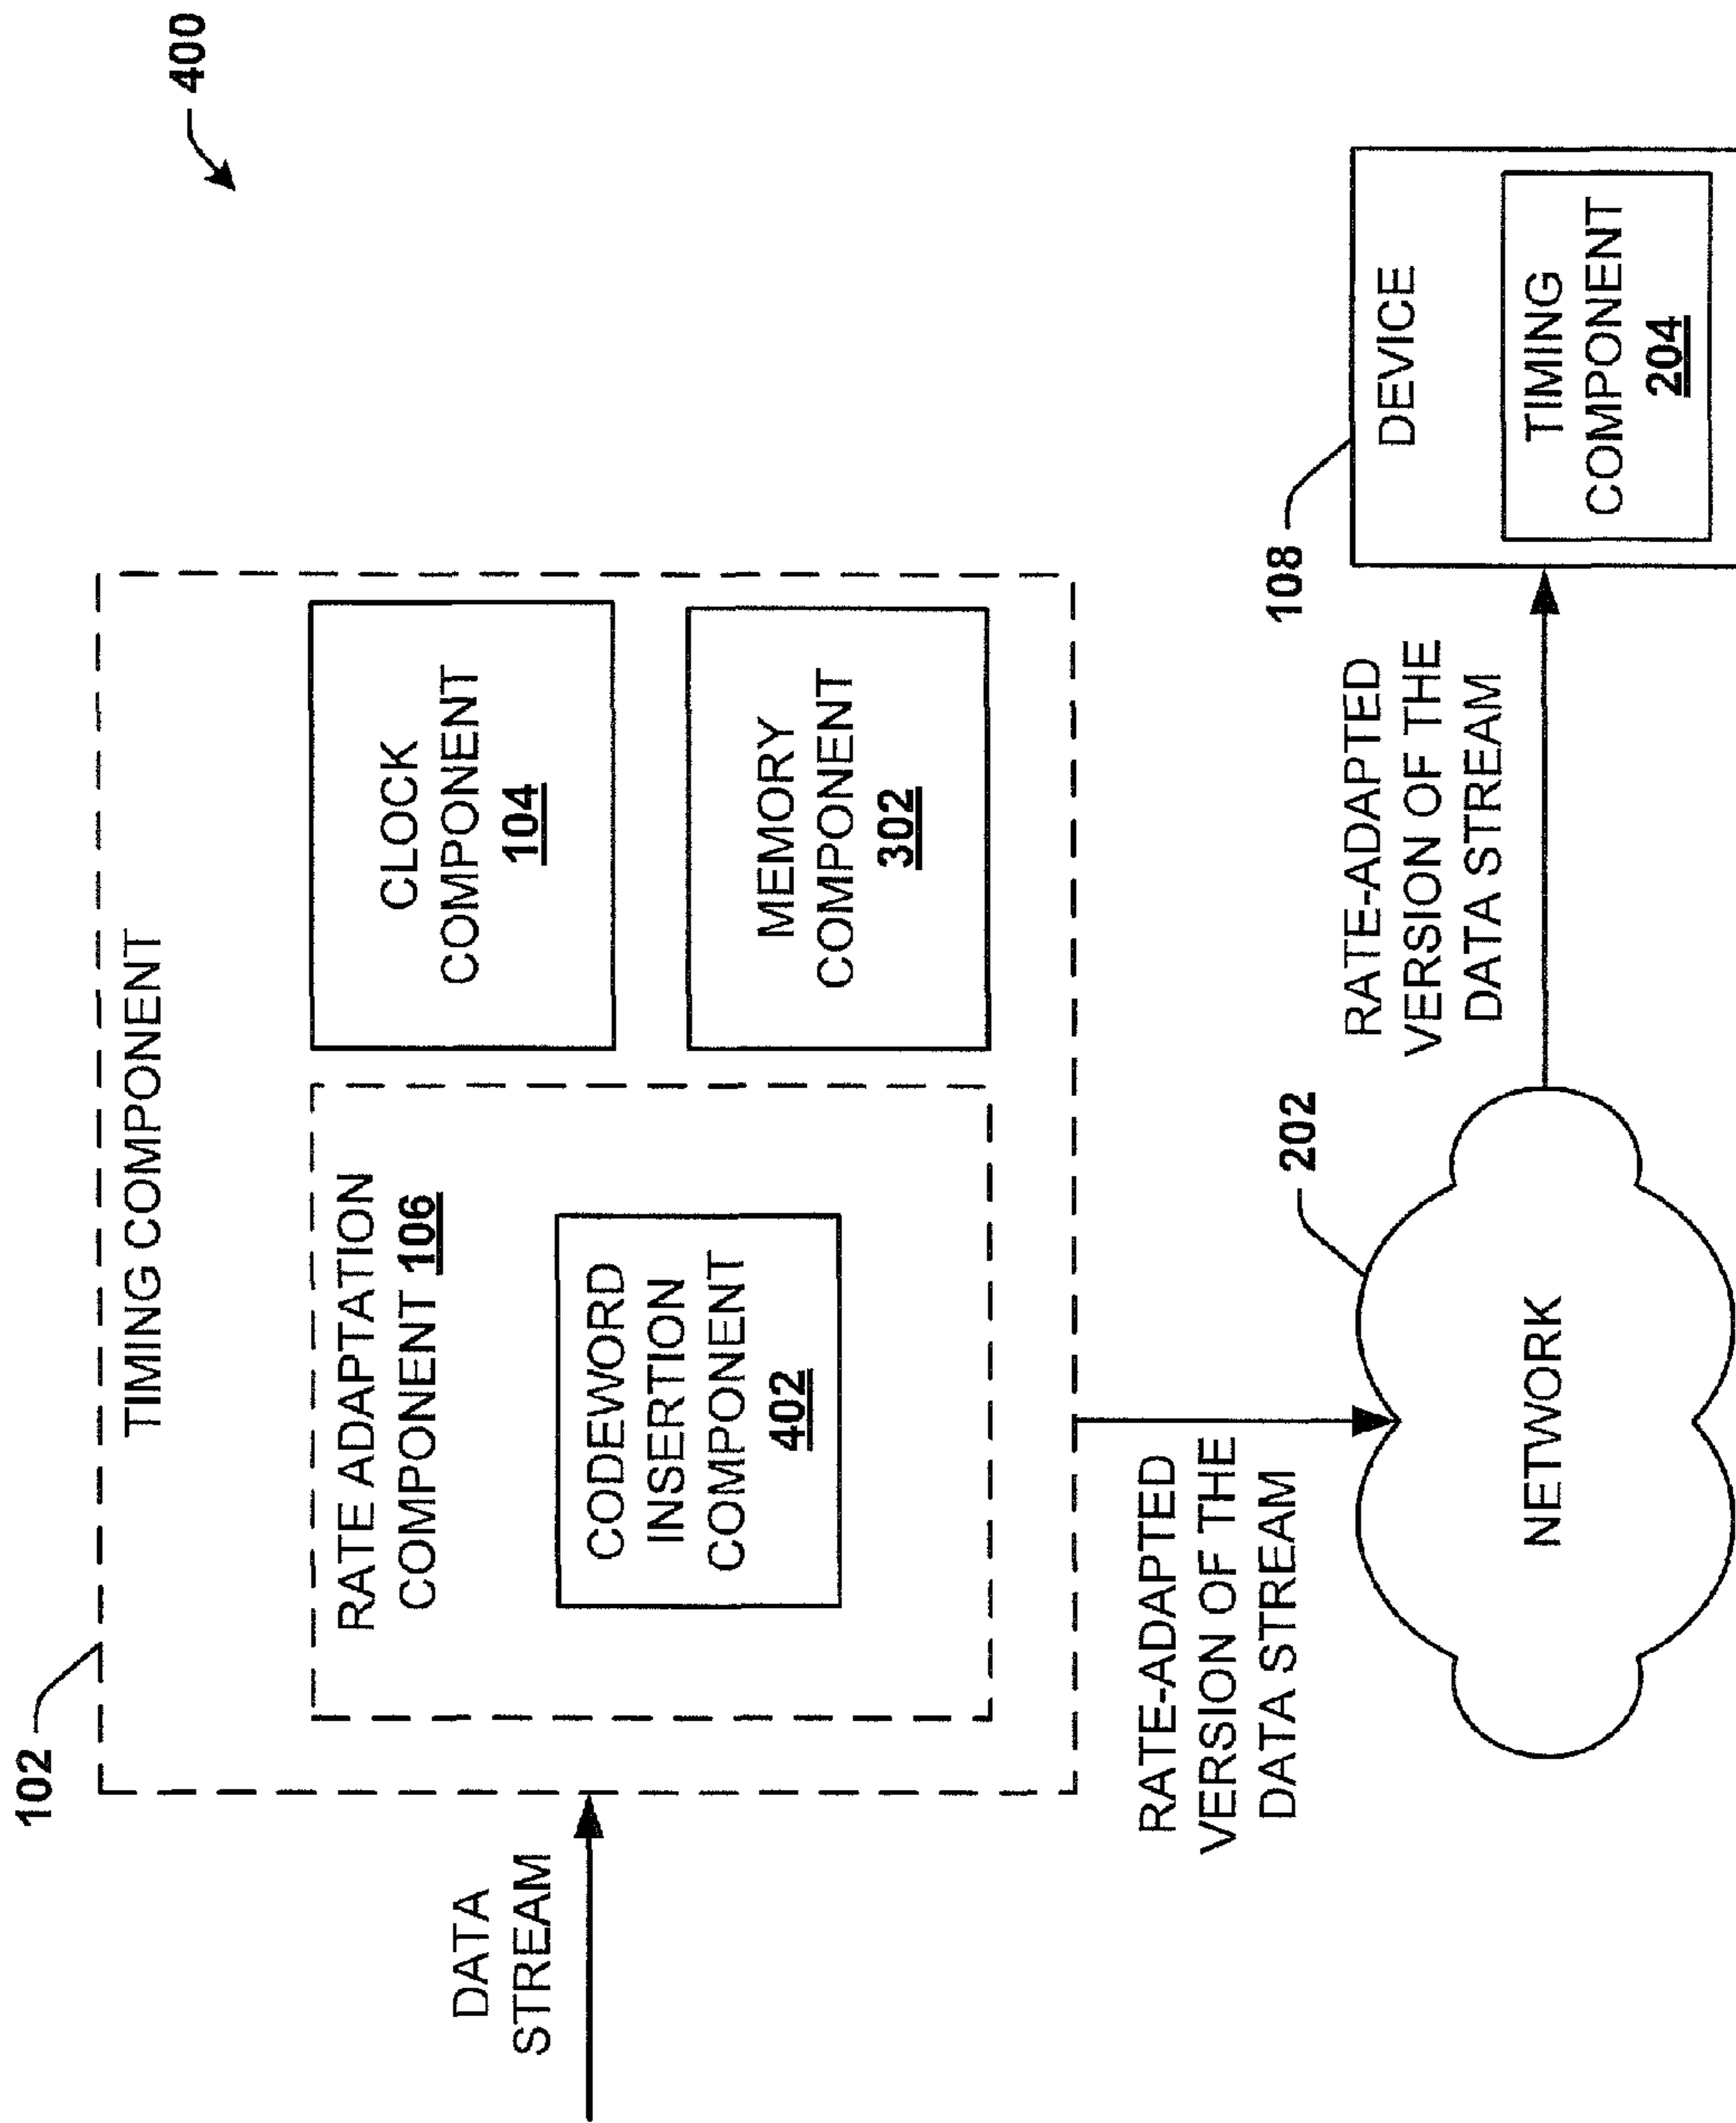 400
102
TIMING COMPONENT
RATE ADAPTATION
COMPONENT 106
CODEWORD
INSERTION
COMPONENT
402
CLOCK
COMPONENT
104
MEMORY
COMPONENT
302
DATA
STREAM
RATE-ADAPTED
VERSION OF THE
DATA STREAM
202
NETWORK
RATE-ADAPTED
VERSION OF THE
DATA STREAM
108
DEVICE
TIMING
COMPONENT
204